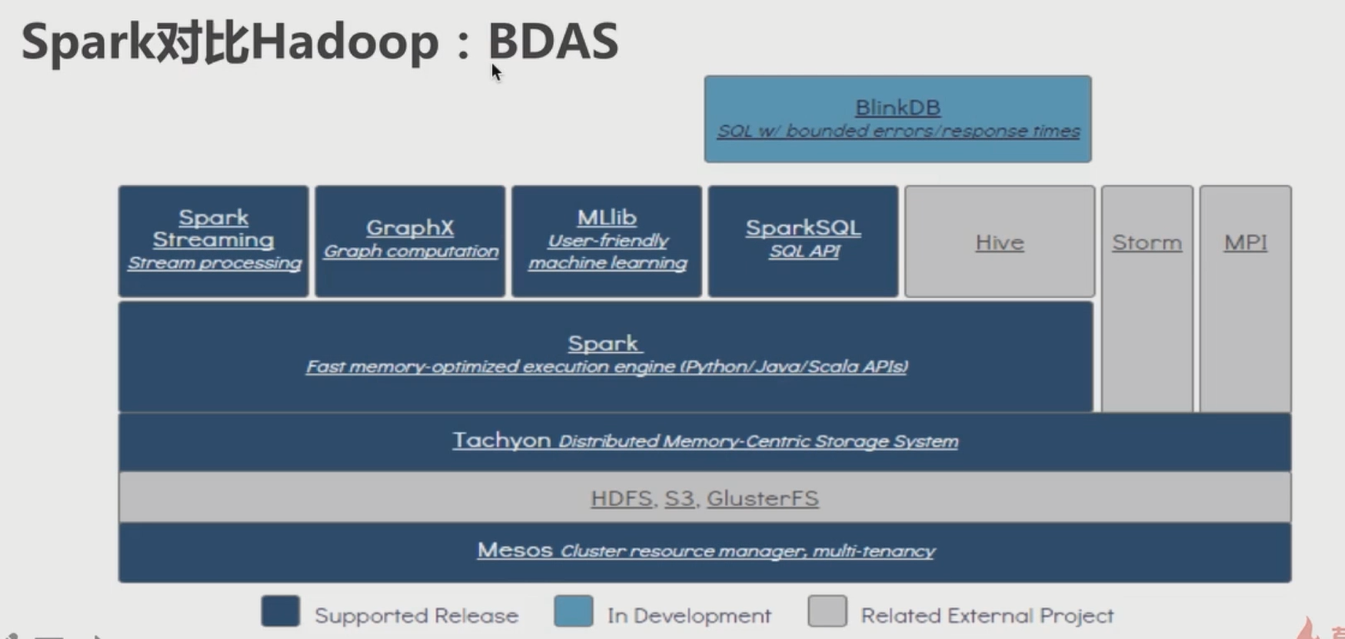 Spark对比Hadoop：BDAS
BlinkDB
SQL w/ bounded errors/response times
Spark
Streaming
Stream processing
GraphX
Graph computation
MLlib
User-friendly
machine learning
SparkSQL
SQL API
Hive
Storm
MPI
Spark
Fast memory-optimized execution engine (Python/Java/Scala APIs)
Tachyon Distributed Memory-Centric Storage System
HDFS, S3, GlusterFS
Mesos Cluster resource manager, multi-tenancy
Supported Release
In Development
Related External Project